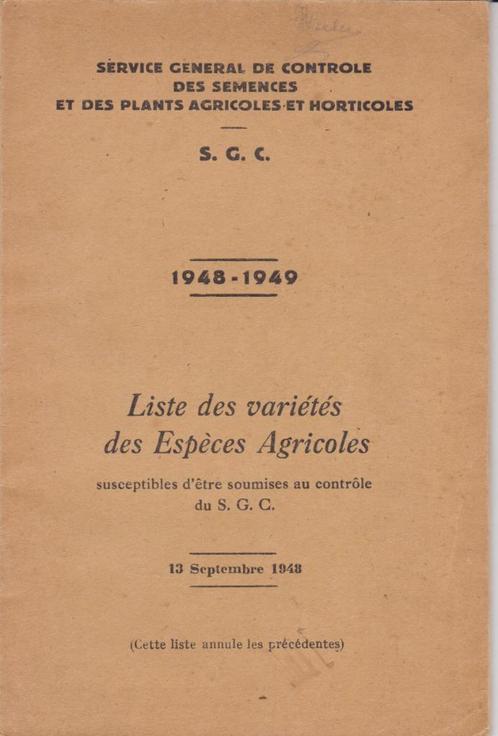 SERVICE GENERAL DE CONTROLE
DES SEMENCES
ET DES PLANTS AGRICOLES ET HORTICOLES
S. G. C.
1948-1949
Liste des variétés
des Espèces Agricoles
susceptibles d'être soumises au contrôle
du S. G. C.
13 Septembre 1948
(Cette liste annule les précédentes)